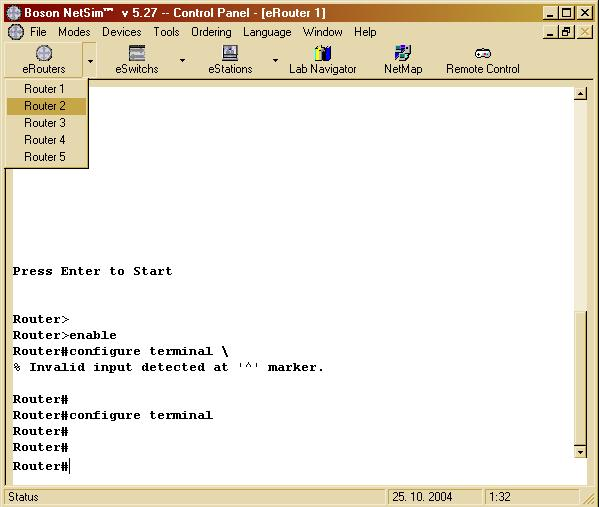 Boson NetSim™ v 5.27 -- Control Panel - [eRouter 1]
File Modes Devices Tools Ordering Language Window Help
eRouters eSwitchs eStations Lab Navigator NetMap Remote Control
Router 1
Router 2
Router 3
Router 4
Router 5
Press Enter to Start
Router>
Router>enable
Router#configure terminal \
% Invalid input detected at '^' marker.
Router#
Router#configure terminal
Router#
Router#
Router#
Status 25. 10. 2004 1:32